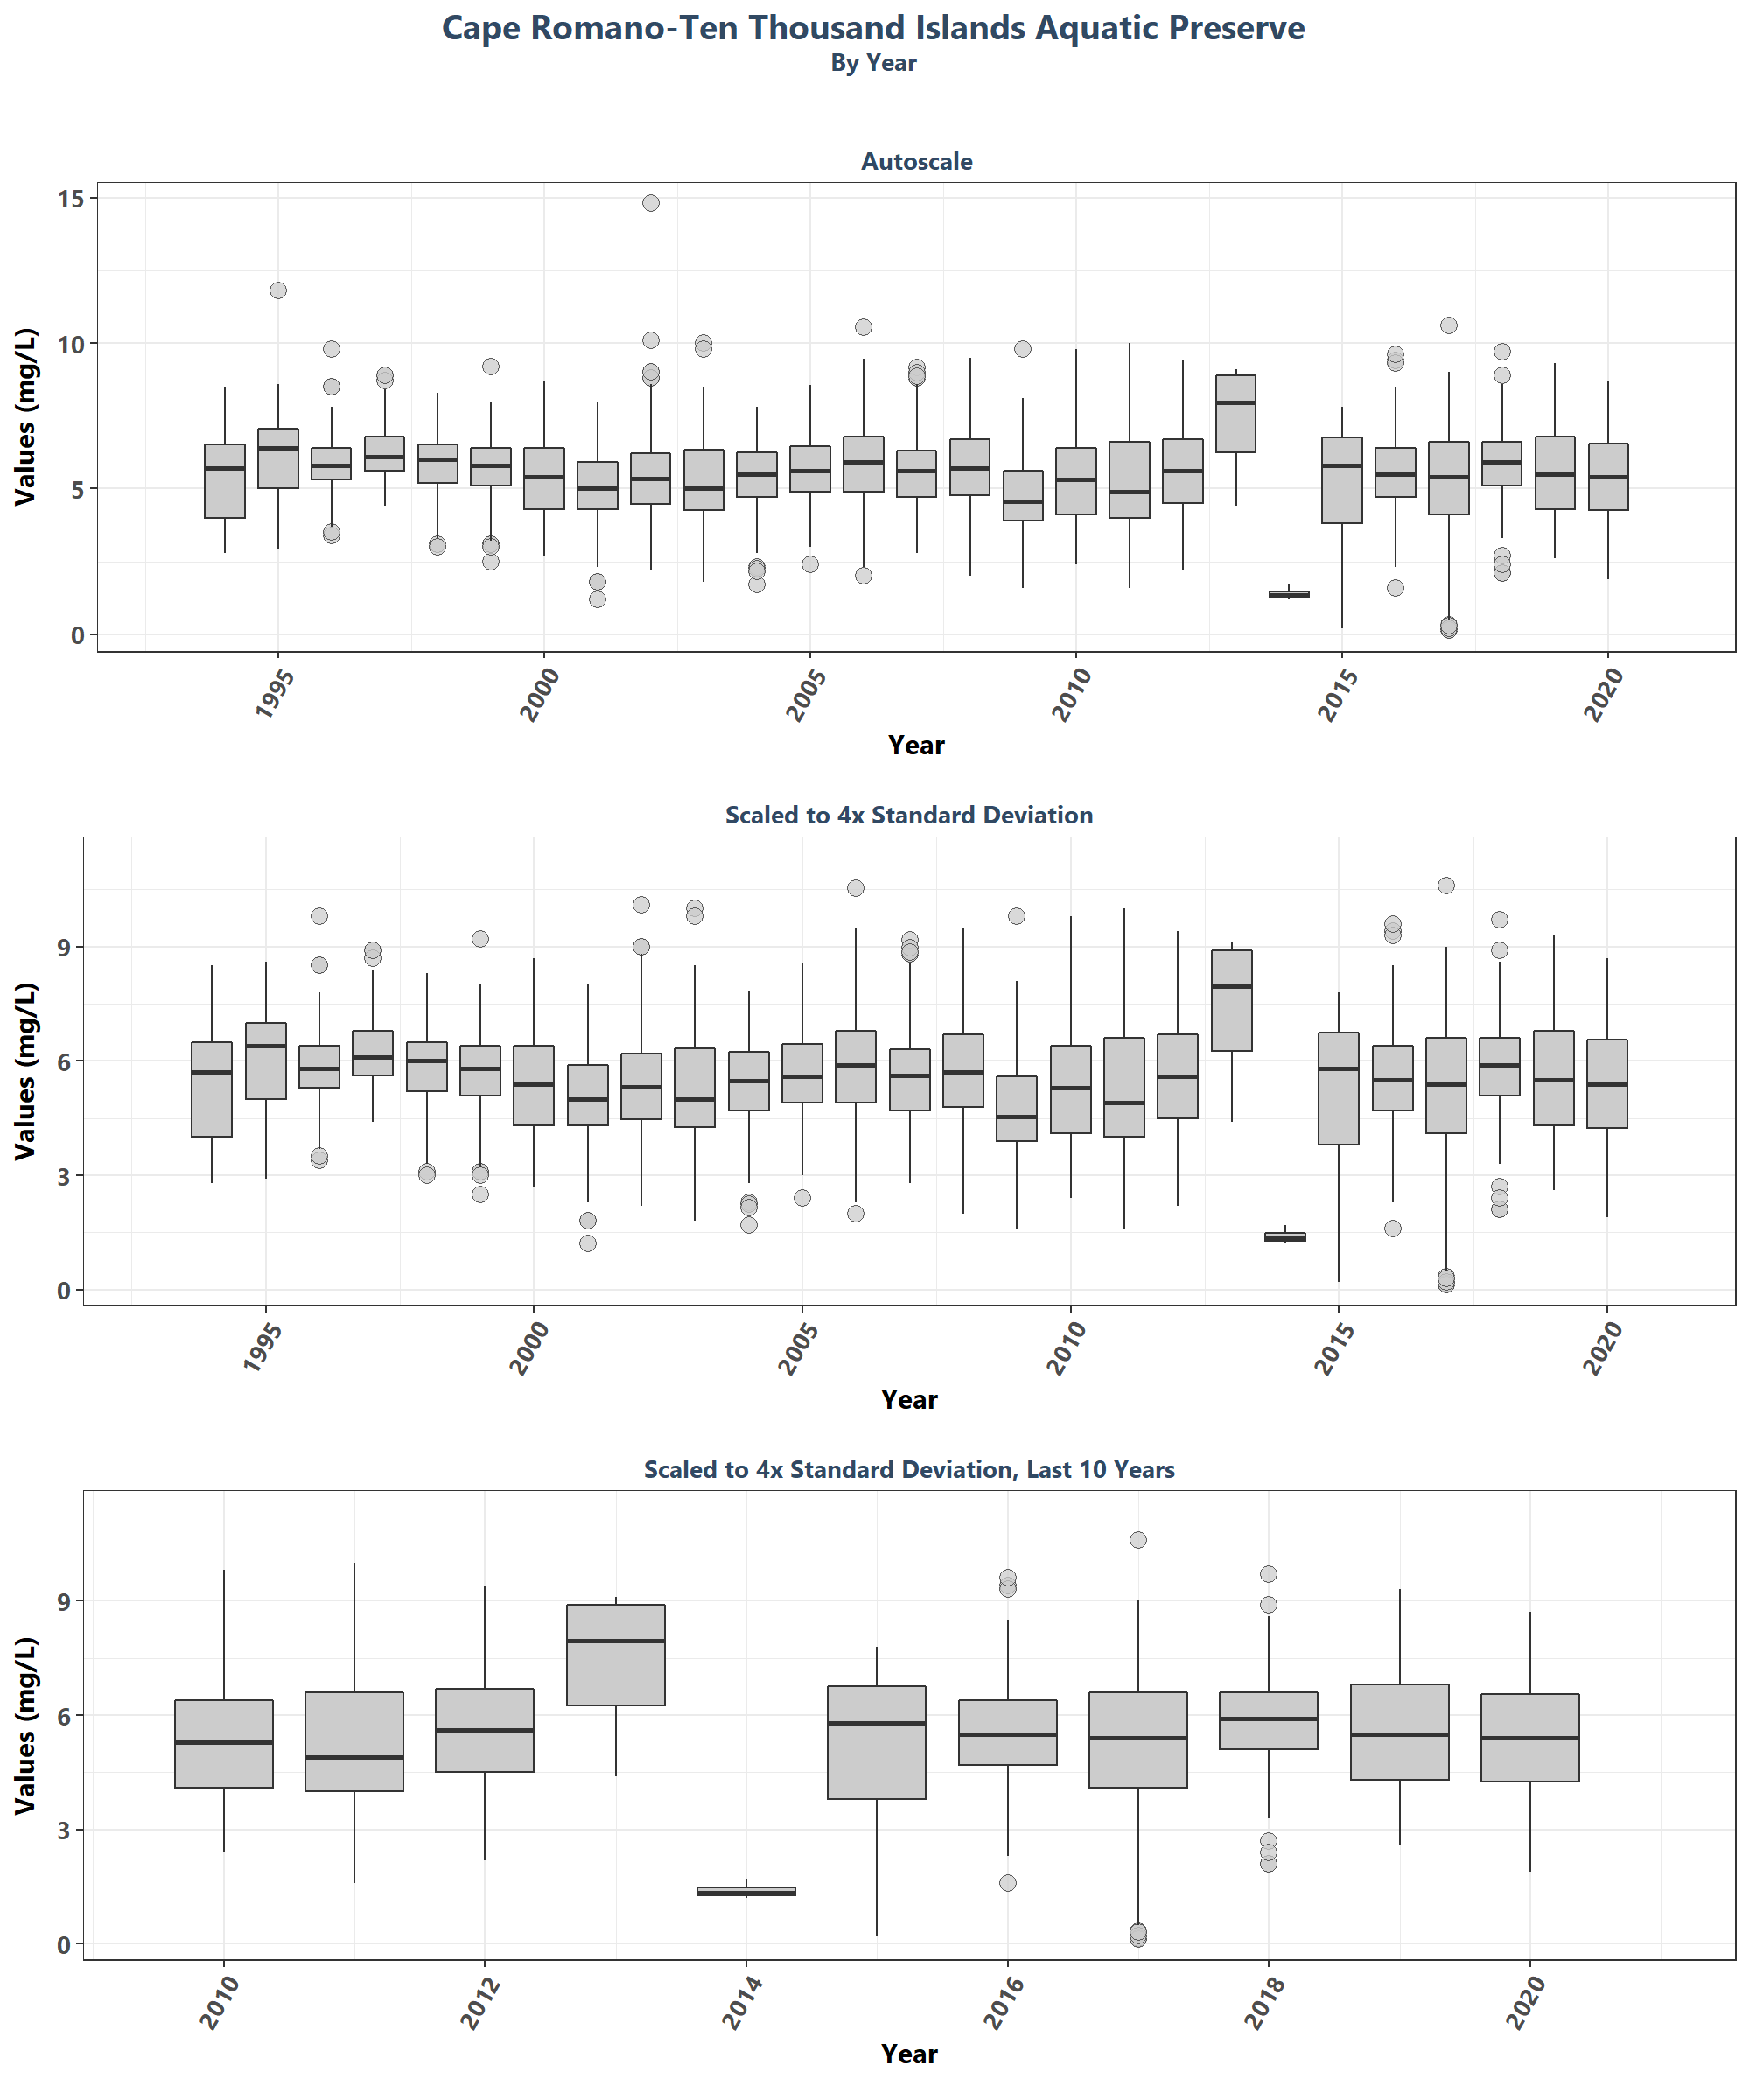 Cape Romano-Ten Thousand Islands Aquatic Preserve
By Year
Autoscale
Values (mg/L)
15
10
5
0
1995 2000 2005 2010 2015 2020
Year
Scaled to 4x Standard Deviation
Values (mg/L)
9
6
3
0
1995 2000 2005 2010 2015 2020
Year
Scaled to 4x Standard Deviation, Last 10 Years
Values (mg/L)
9
6
3
0
2010 2012 2014 2016 2018 2020
Year